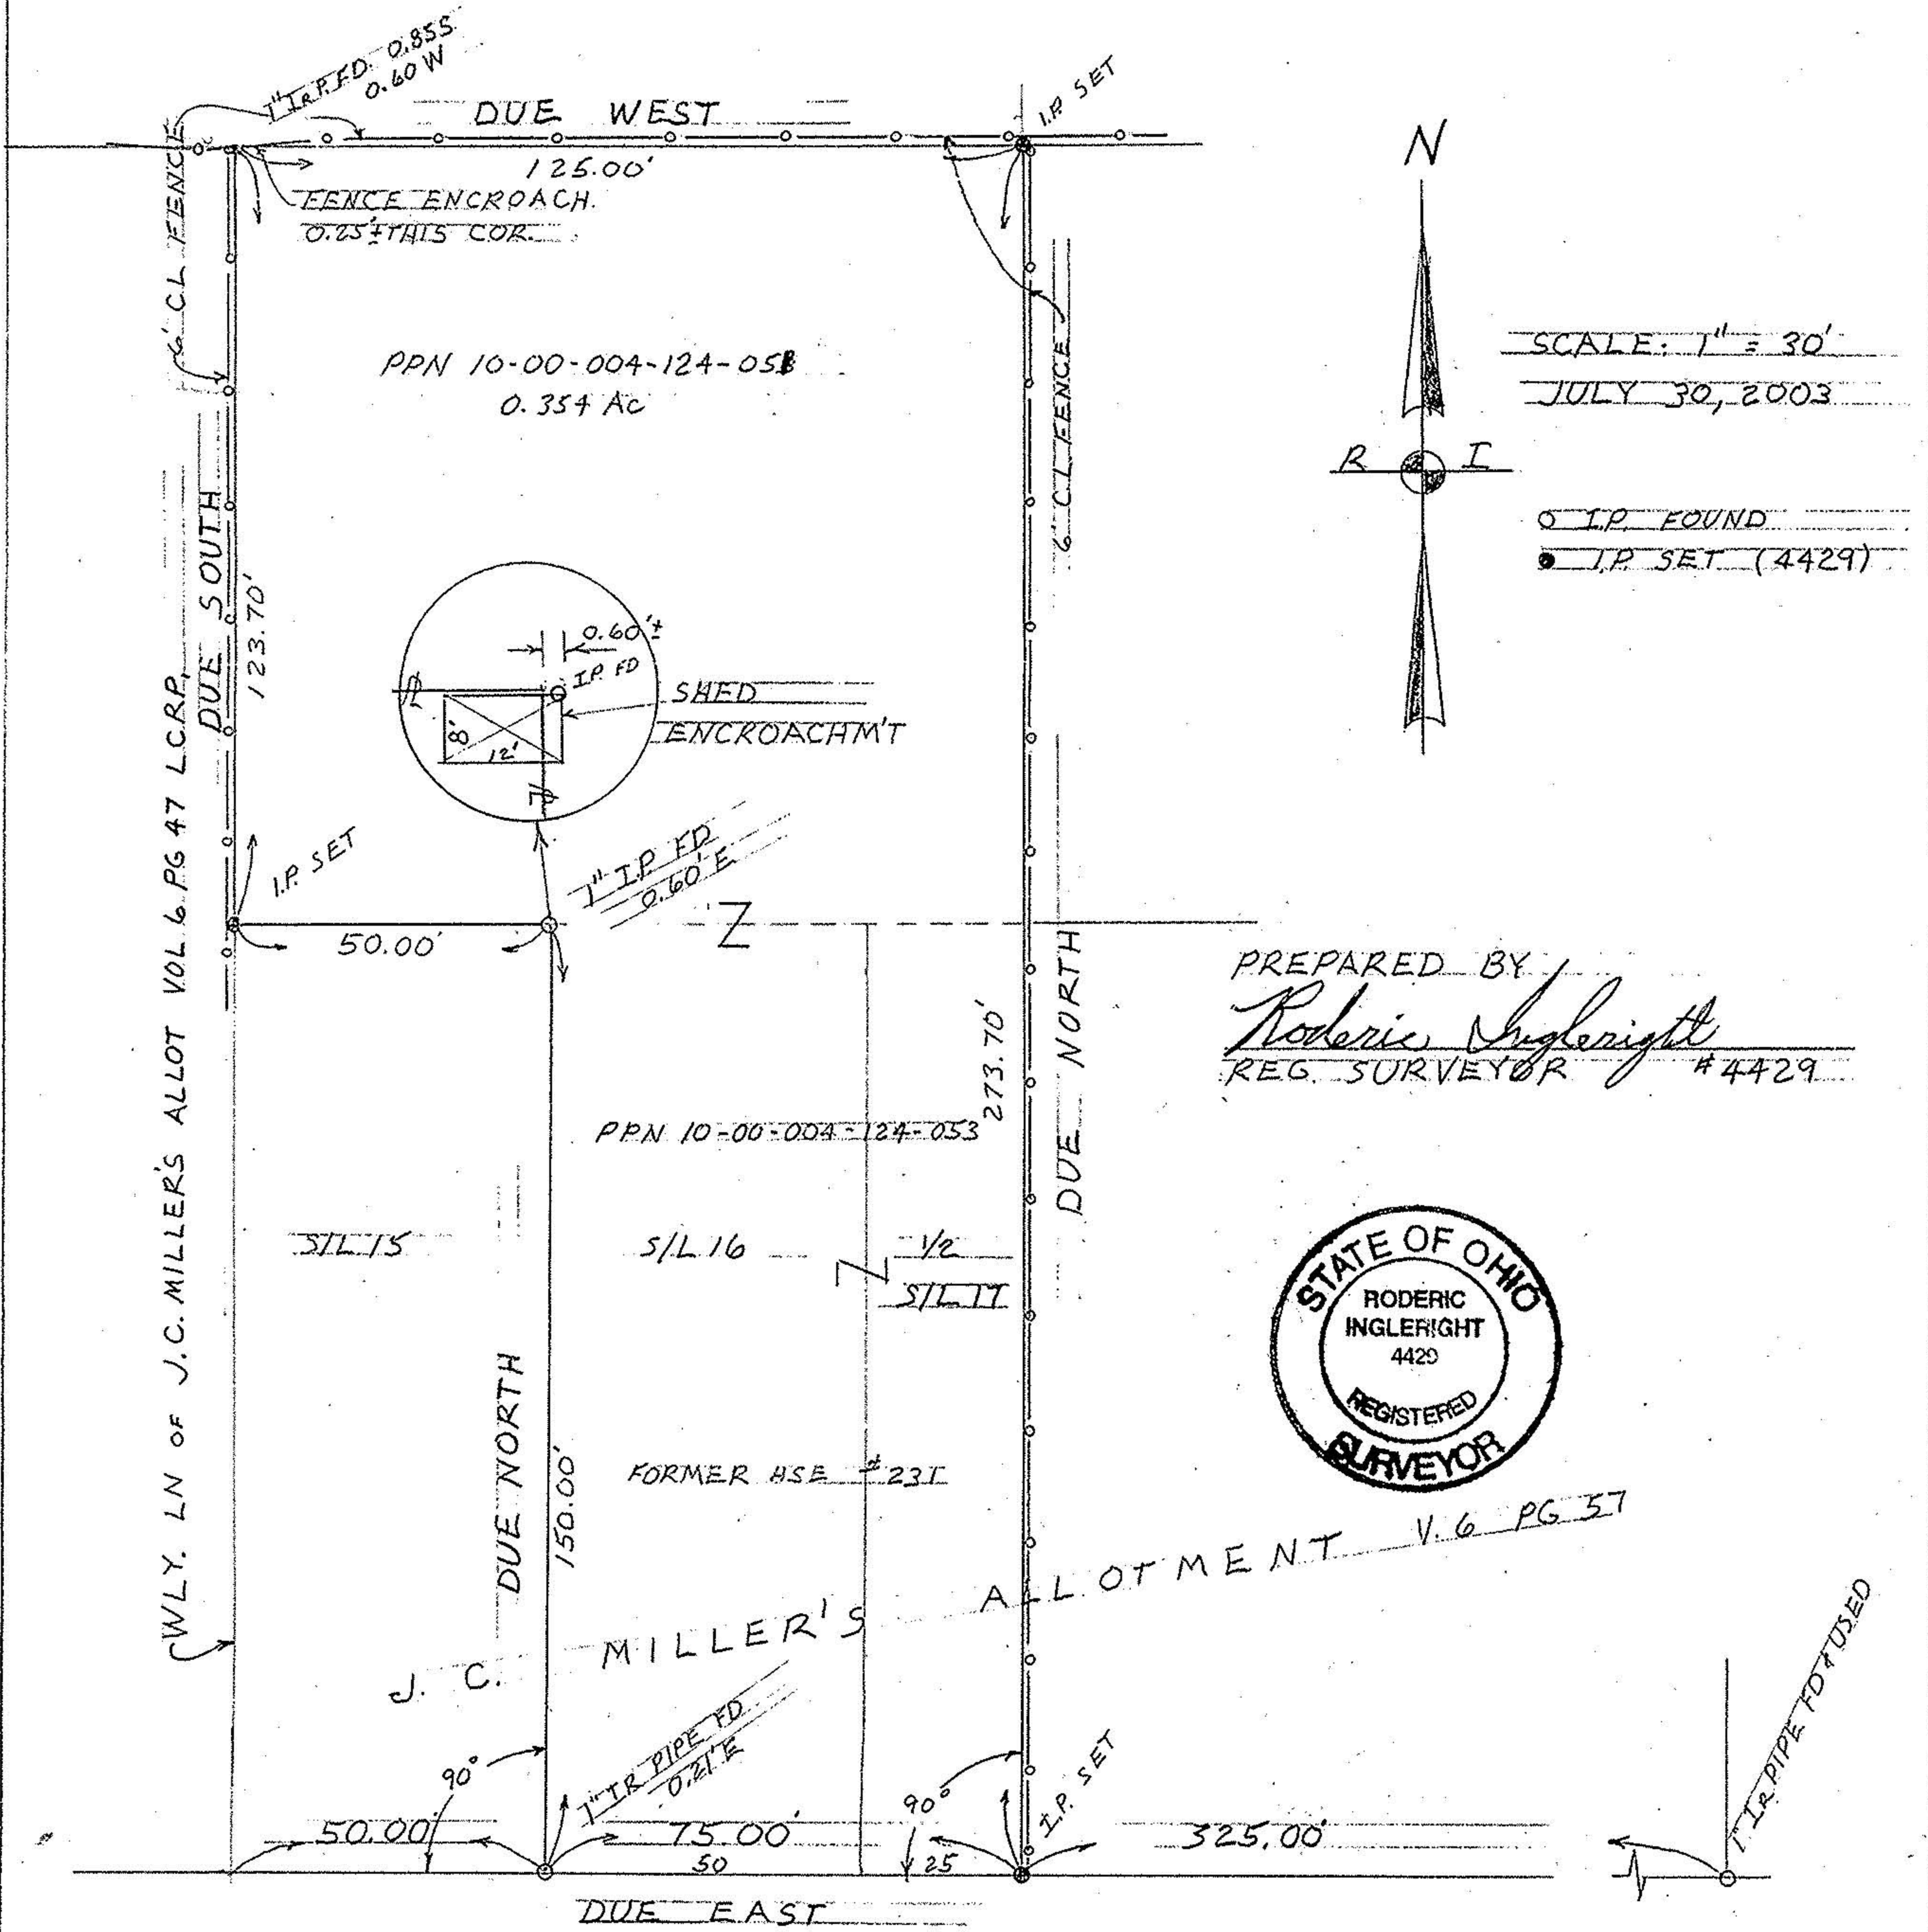 1" IR.P.FD. 0.85S
0.60 W
DUE WEST
125.00'
I.P. SET
FENCE ENCROACH.
0.25'± THIS COR.
6' CL FENCE
N
R I
SCALE: 1" = 30'
JULY 30, 2003
O I.P. FOUND
● I.P. SET (4429)
PPN 10-00-004-124-051
0.354 AC
6' CL FENCE
DUE SOUTH
123.70'
0.60'±
I.P. FD
SHED
ENCROACHM'T
8'
12'
I.P. SET
1" I.P. FD
0.60' E
50.00'
Z
PREPARED BY
Roderic Ingleright
REG. SURVEYOR #4429
WLY. LN OF J.C. MILLER'S ALLOT VOL 6 PG 47 LCRP,
273.70'
DUE NORTH
PPN 10-00-004-124-053
S/L 15
S/L 16
1/2
S/L 17
STATE OF OHIO
RODERIC
INGLERIGHT
4429
REGISTERED
SURVEYOR
DUE NORTH
150.00'
FORMER HSE #231
J. C. MILLER'S ALLOTMENT V. 6 PG 57
1" IR PIPE FD
0.21' E
I.P. SET
1" IR. PIPE FD & USED
90°
90°
50.00'
75.00'
325.00'
50
25
DUE EAST